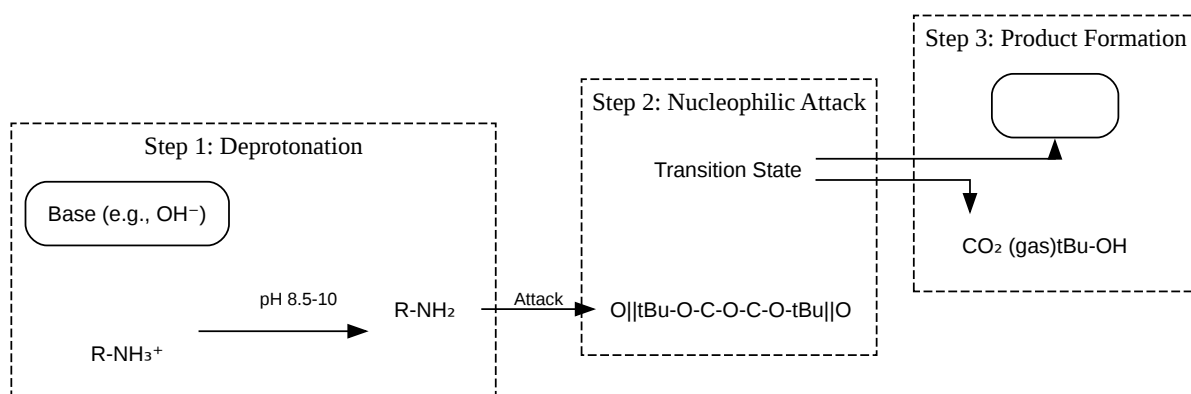 Step 1: Deprotonation
Base (e.g., OH⁻)
R-NH₃⁺
pH 8.5-10
R-NH₂
Attack
Step 2: Nucleophilic Attack
Transition State
O||tBu-O-C-O-C-O-tBu||O
Step 3: Product Formation
CO₂ (gas)tBu-OH